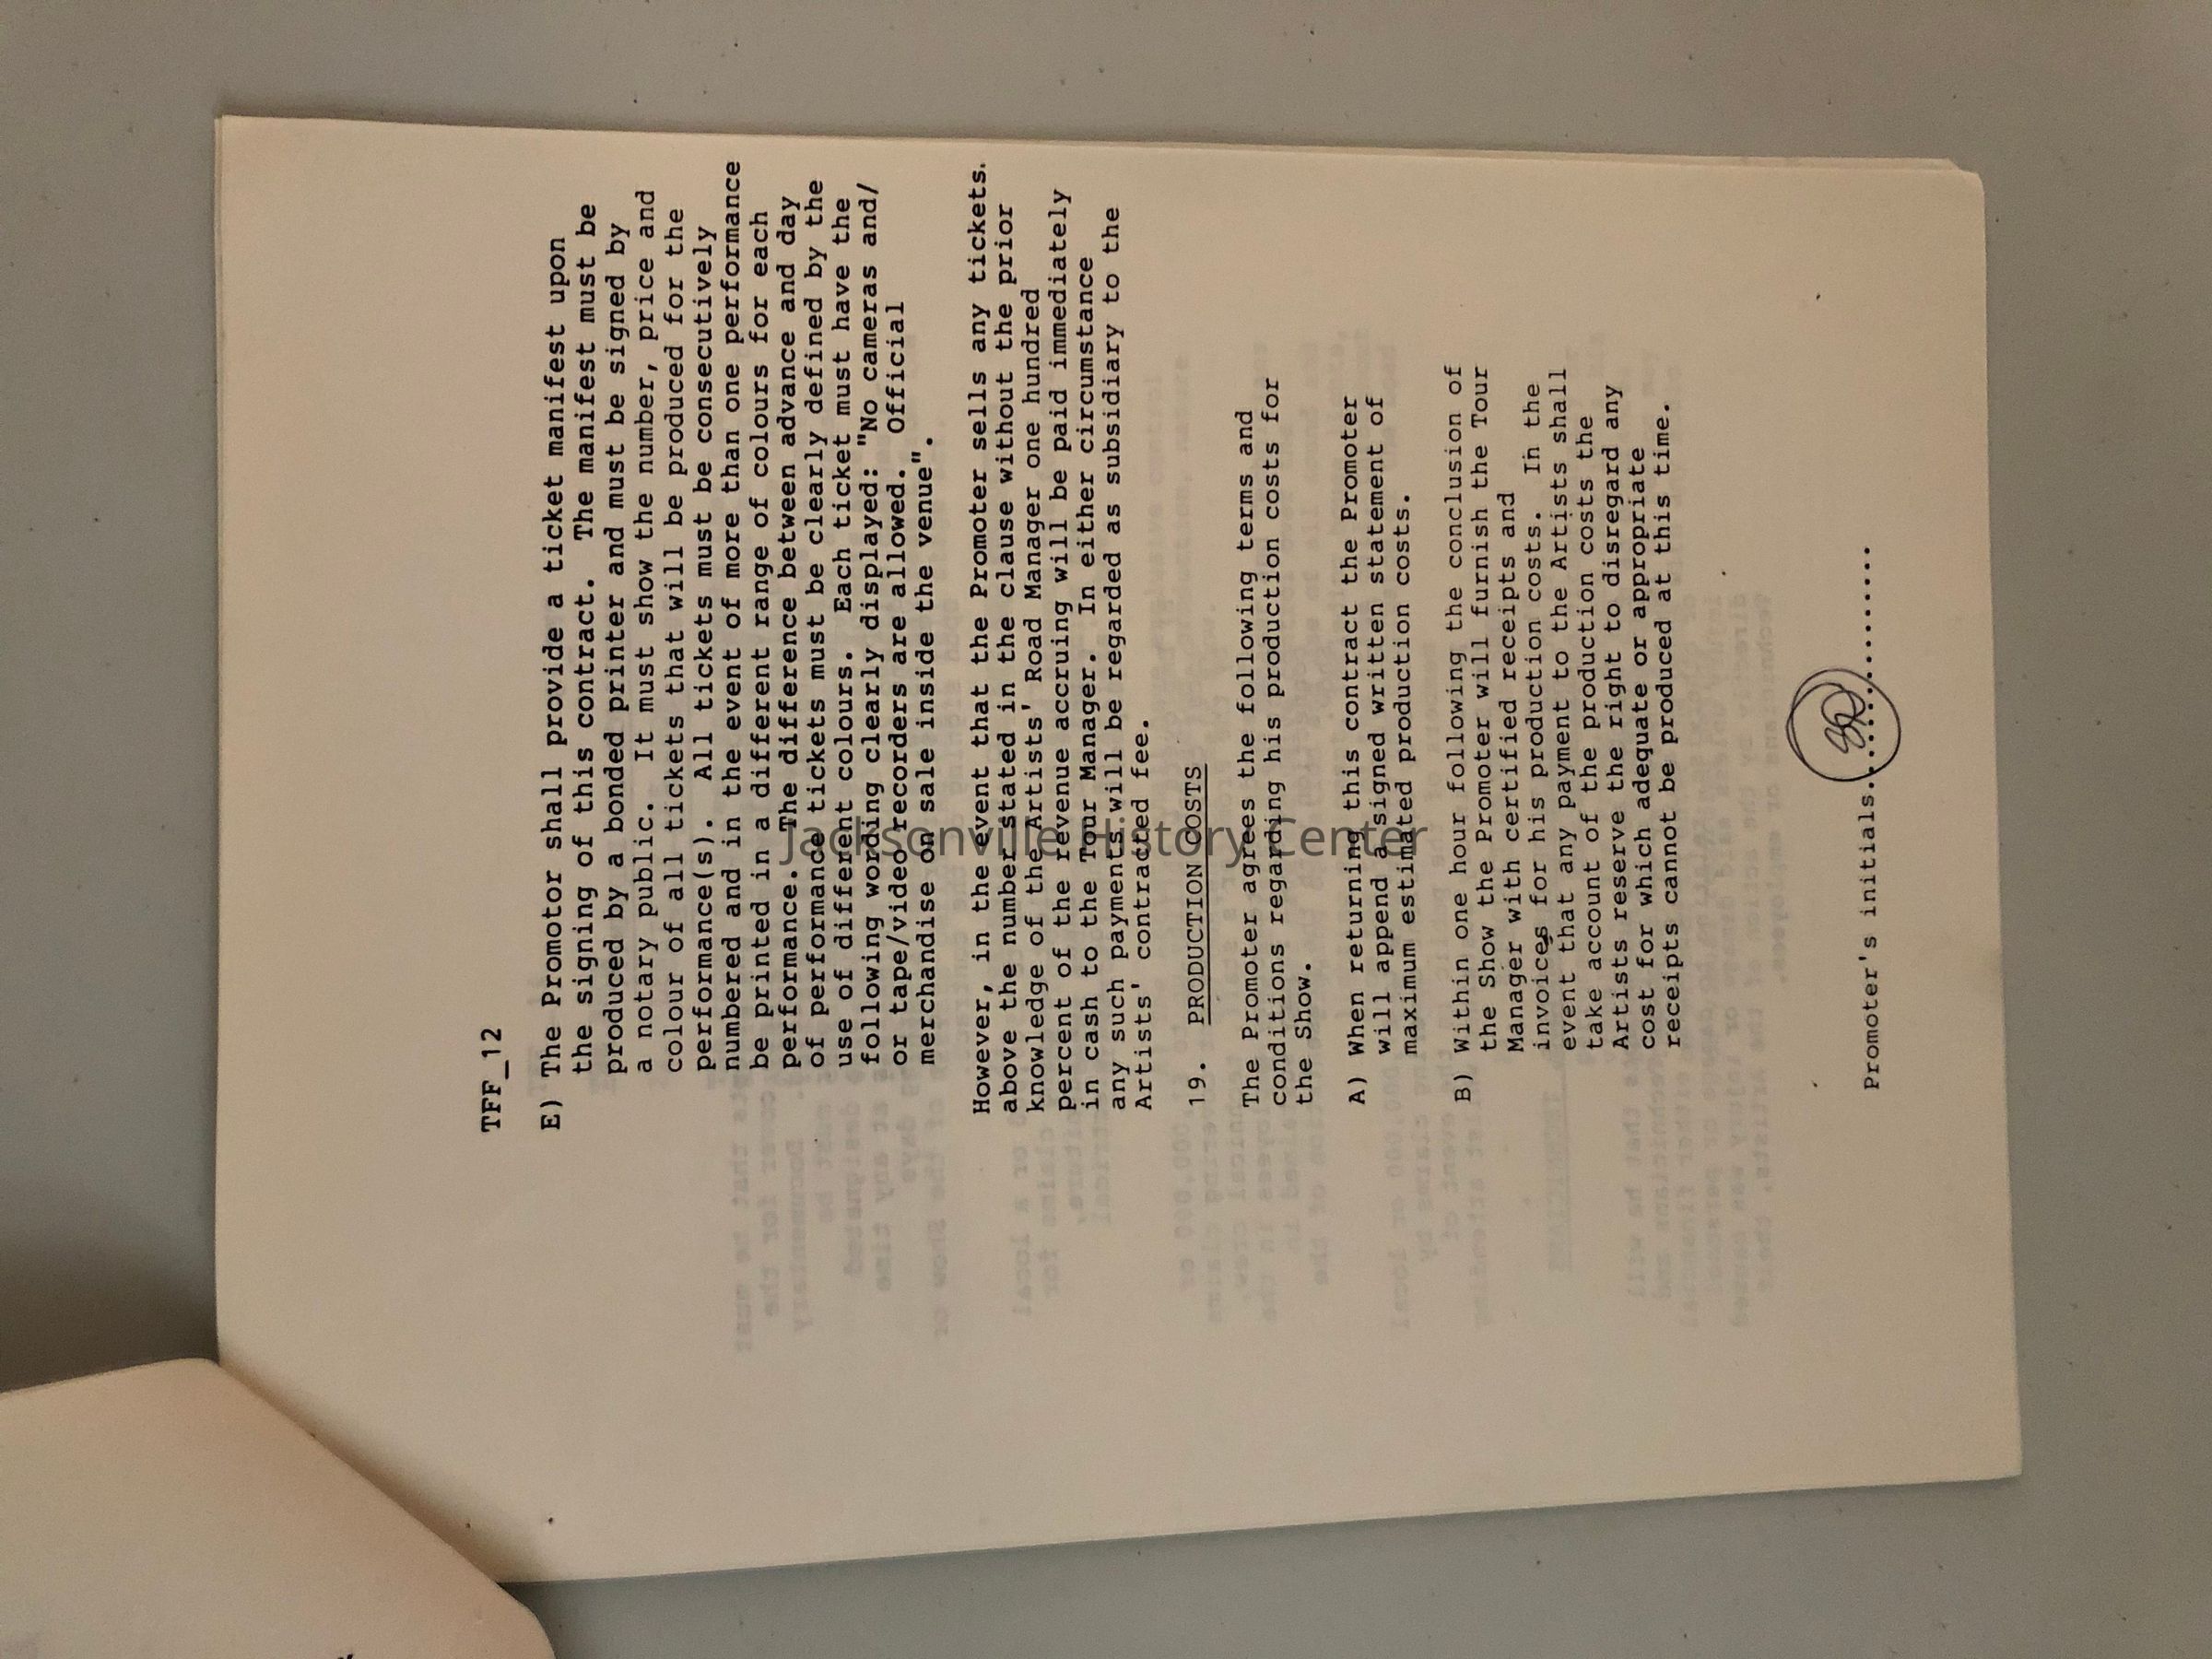 TFF_12
E) The Promotor shall provide a ticket manifest upon
the signing of this contract. The manifest must be
produced by a bonded printer and must be signed by
a notary public. It must show the number, price and
colour of all tickets that will be produced for the
performance(s). All tickets must be consecutively
numbered and in the event of more than one performance
be printed in a different range of colours for each
performance. The difference between advance and day
of performance tickets must be clearly defined by the
use of different colours. Each ticket must have the
following wording clearly displayed: "No cameras and/
or tape/video recorders are allowed. Official
merchandise on sale inside the venue".
However, in the event that the Promoter sells any tickets.
above the number stated in the clause without the prior
knowledge of the Artists' Road Manager one hundred
percent of the revenue accruing will be paid immediately
in cash to the Tour Manager. In either circumstance
any such payments will be regarded as subsidiary to the
Artists' contracted fee.
19. PRODUCTION COSTS
The Promoter agrees the following terms and
conditions regarding his production costs for
the Show.
A) When returning this contract the Promoter
will append a signed written statement of
maximum estimated production costs.
B) Within one hour following the conclusion of
the Show the Promoter will furnish the Tour
Manager with certified receipts and
invoices for his production costs. In the
event that any payment to the Artists shall
take account of the production costs the
Artists reserve the right to disregard any
cost for which adequate or appropriate
receipts cannot be produced at this time.
Promoter's initials....................
Jacksonville History Center